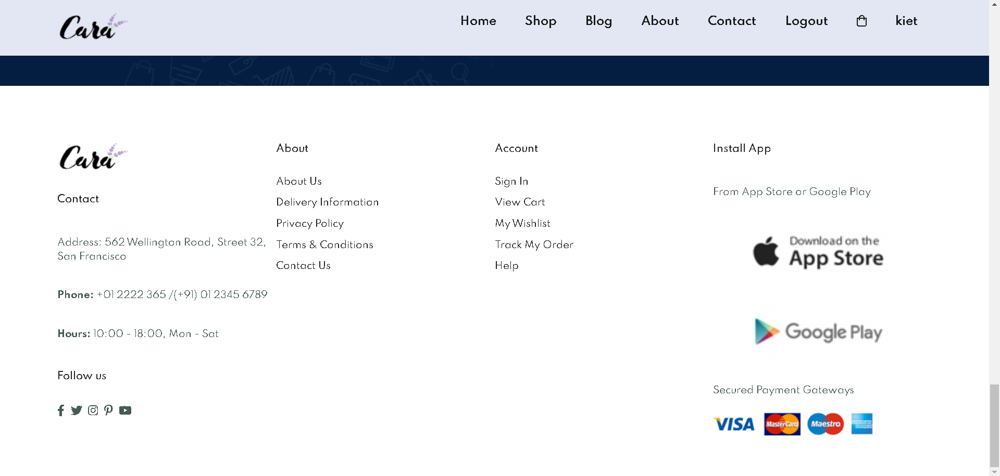 Cara
Home Shop Blog About Contact Logout kiet
Cara
Contact
Address: 562 Wellington Road, Street 32,
San Francisco
Phone: +01 2222 365 /(+91) 01 2345 6789
Hours: 10:00 - 18:00, Mon - Sat
Follow us
About
About Us
Delivery Information
Privacy Policy
Terms & Conditions
Contact Us
Account
Sign In
View Cart
My Wishlist
Track My Order
Help
Install App
From App Store or Google Play
Download on the
App Store
Google Play
Secured Payment Gateways
VISA MasterCard Maestro AMERICAN
EXPRESS